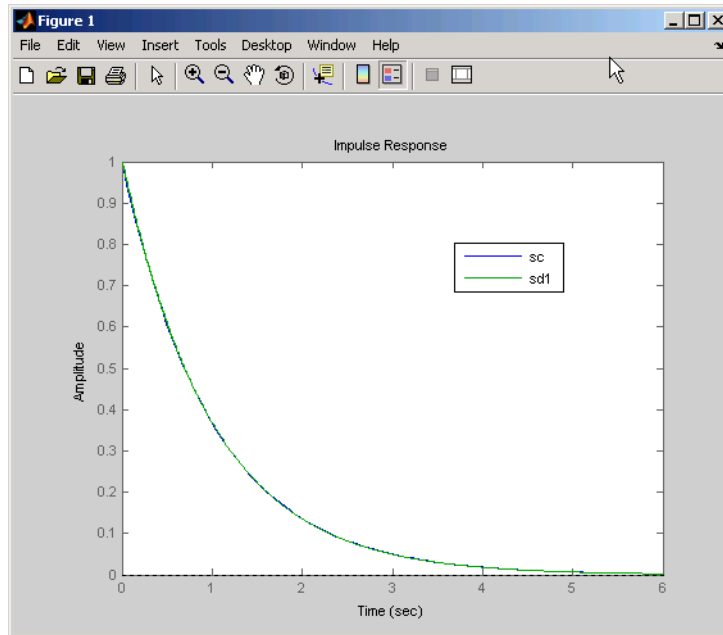 Figure 1
File Edit View Insert Tools Desktop Window Help
Impulse Response
1
0.9
0.8
0.7
0.6
0.5
0.4
0.3
0.2
0.1
0
Amplitude
sc
sd1
0 1 2 3 4 5 6
Time (sec)